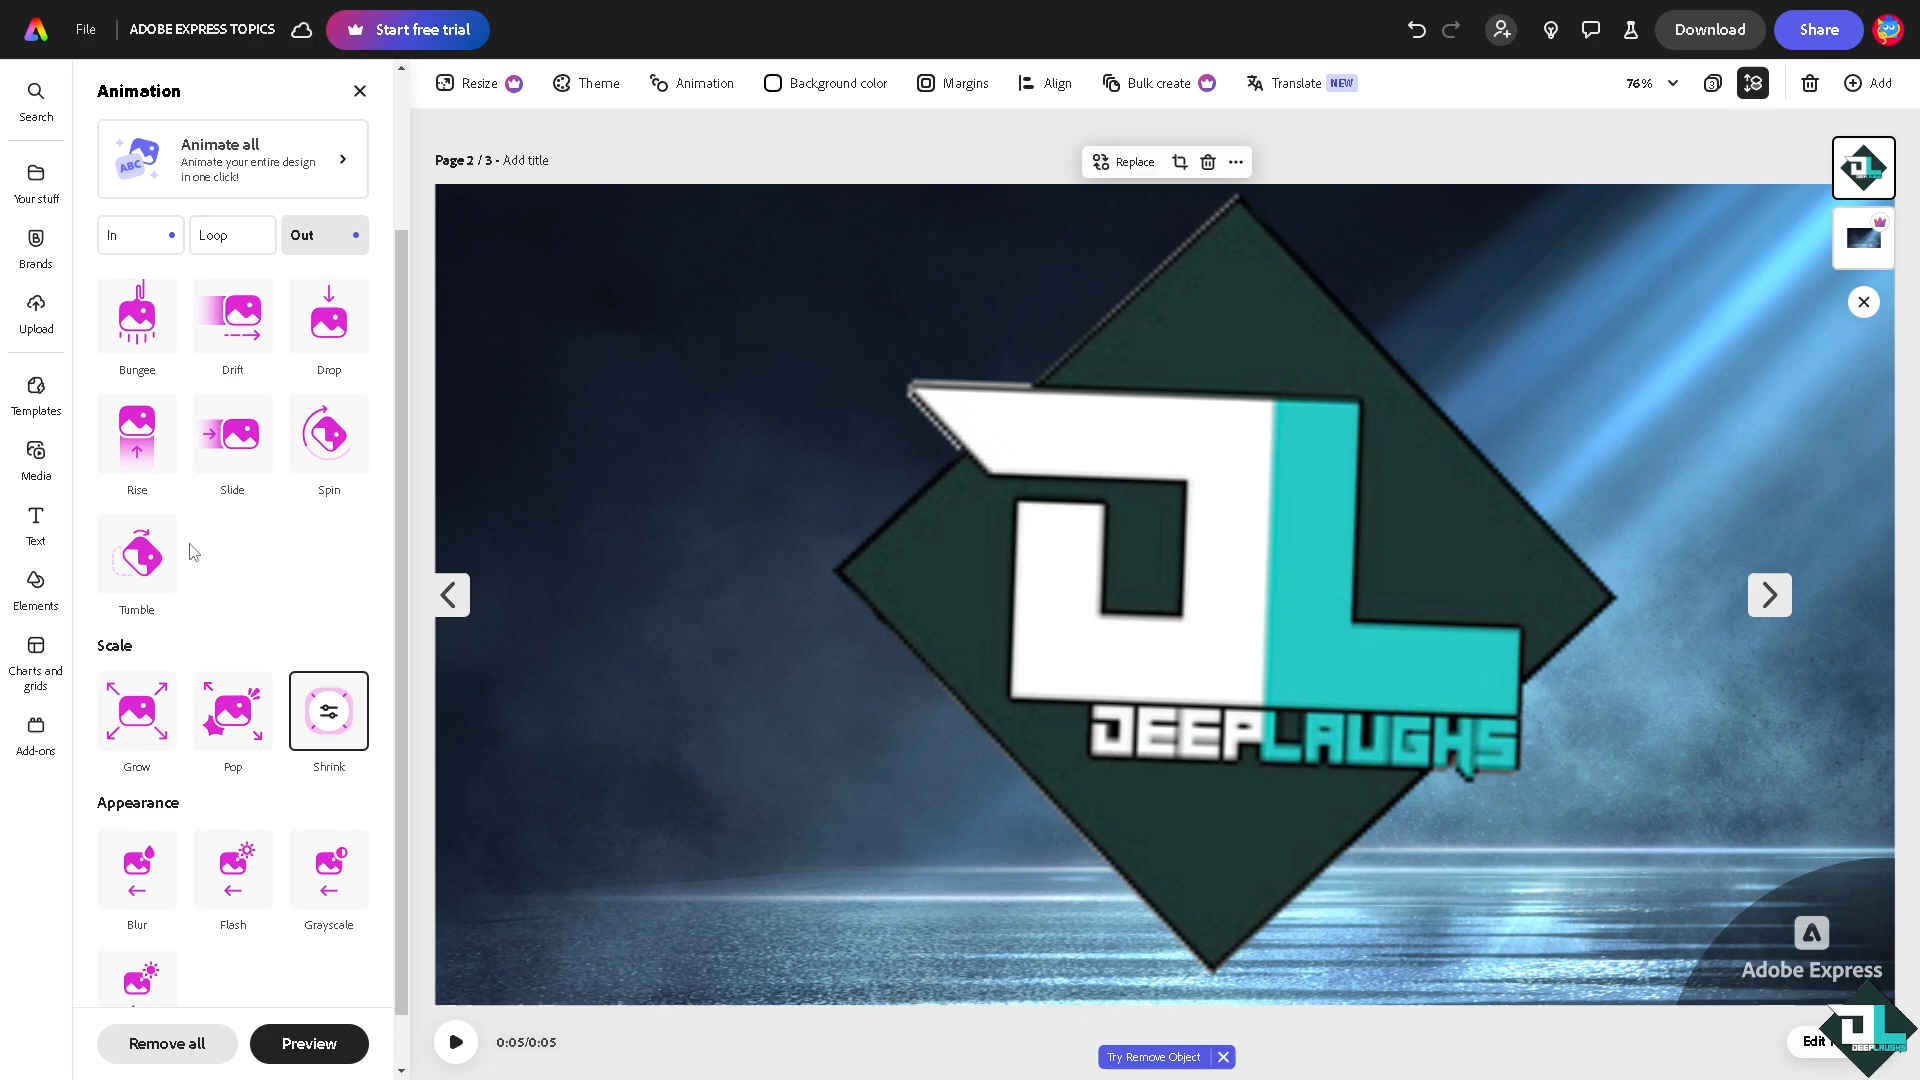 File
ADOBE EXPRESS TOPICS
Start free trial
Download
Share
Search
Your stuff
Brands
Upload
Templates
Media
Text
Elements
Charts and
grids
Add-ons
Animation
ABC
Animate all
Animate your entire design
in one click!
In
Loop
Out
Bungee
Drift
Drop
Rise
Slide
Spin
Tumble
Scale
Grow
Pop
Shrink
Appearance
Blur
Flash
Grayscale
Remove all
Preview
Resize
Theme
Animation
Background color
Margins
Align
Bulk create
Translate NEW
76%
3
Add
Page 2 / 3 - Add title
Replace
DEEPLAUGHS
Adobe Express
0:05/0:05
Try Remove Object
Edit
DEEPLAUGHS